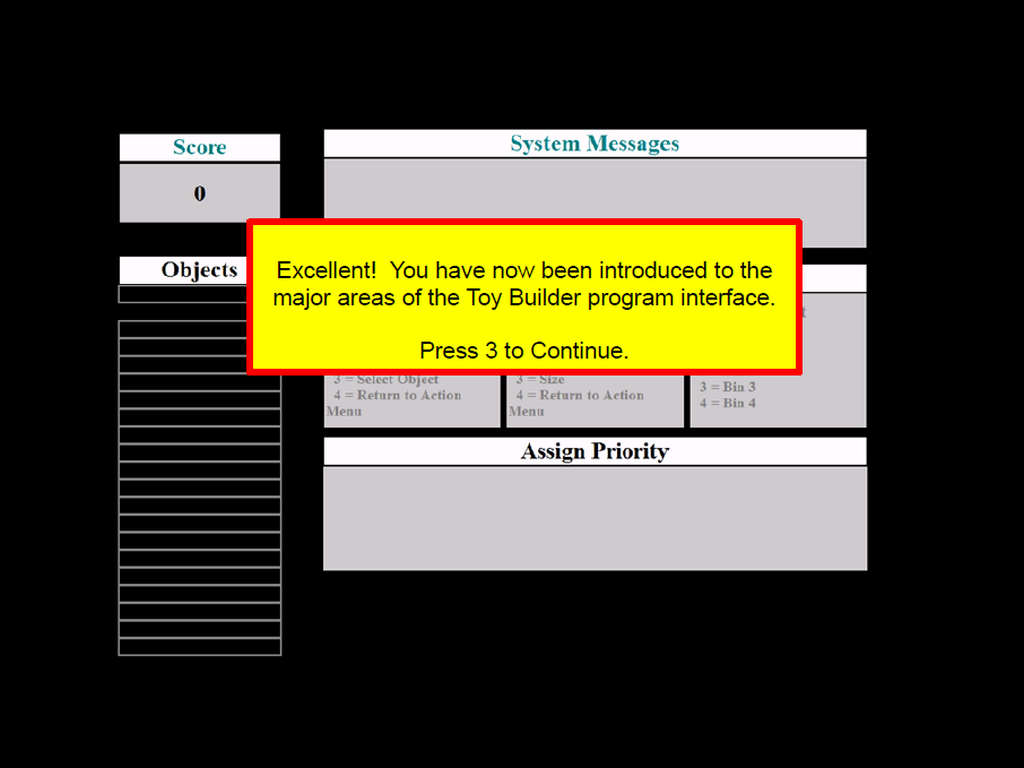 Score
0
System Messages
Objects
Excellent!  You have now been introduced to the
major areas of the Toy Builder program interface.
Press 3 to Continue.
3 = Select Object
4 = Return to Action
Menu
3 = Size
4 = Return to Action
Menu
3 = Bin 3
4 = Bin 4
Assign Priority